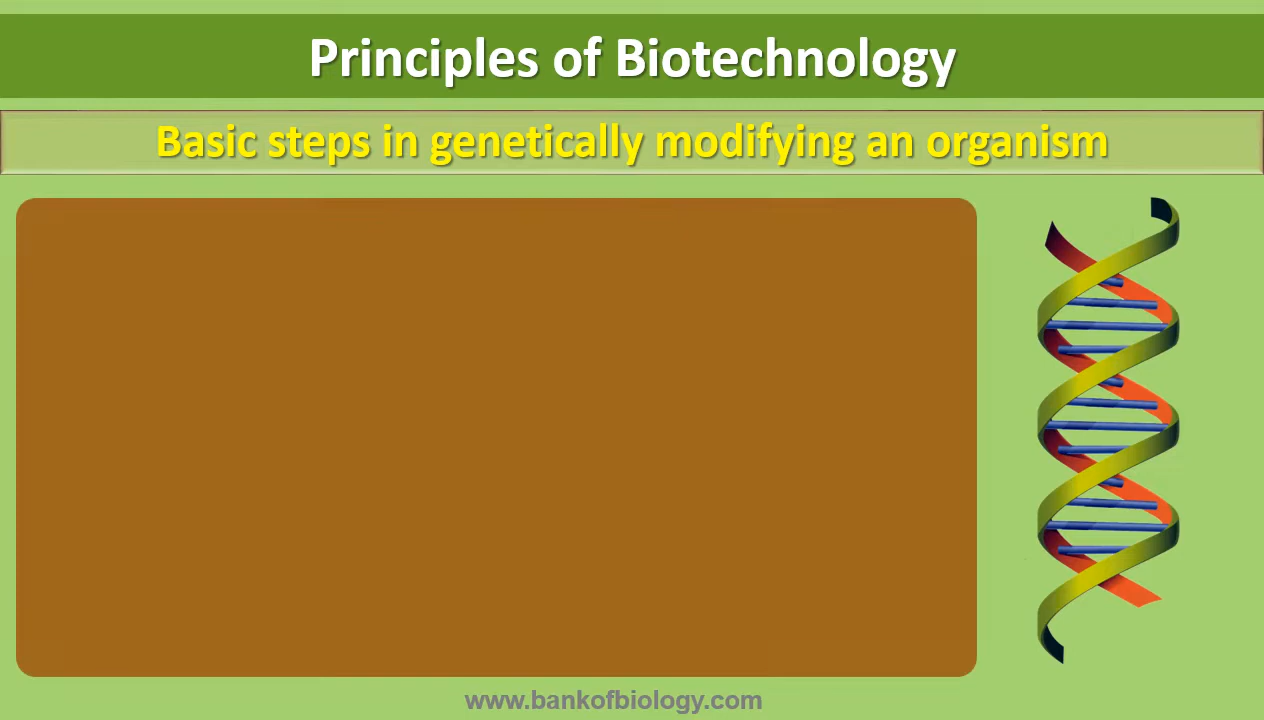 Principles of Biotechnology
Basic steps in genetically modifying an organism
www.bankofbiology.com